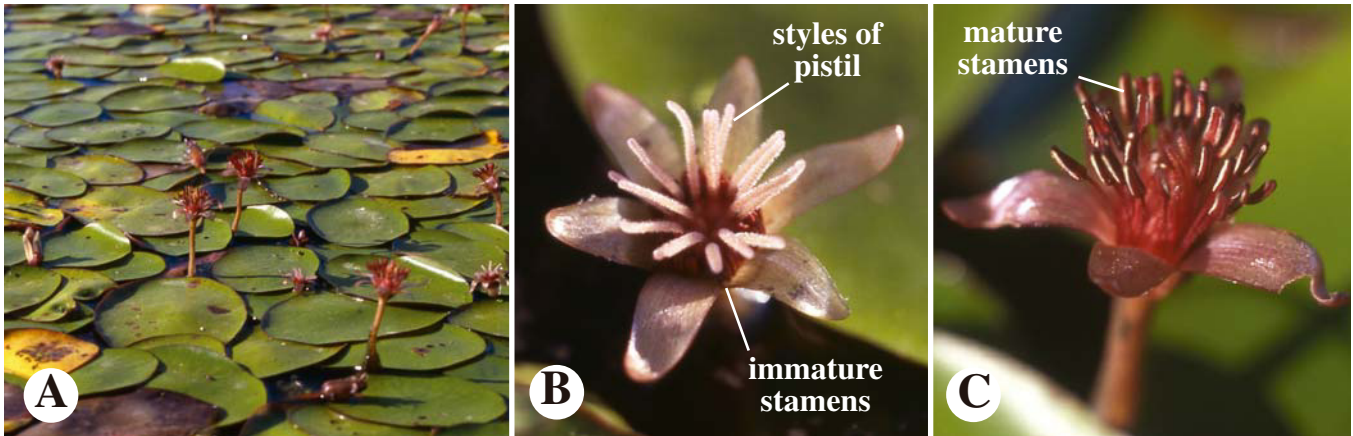 A
styles of
pistil
immature
stamens
B
mature
stamens
C